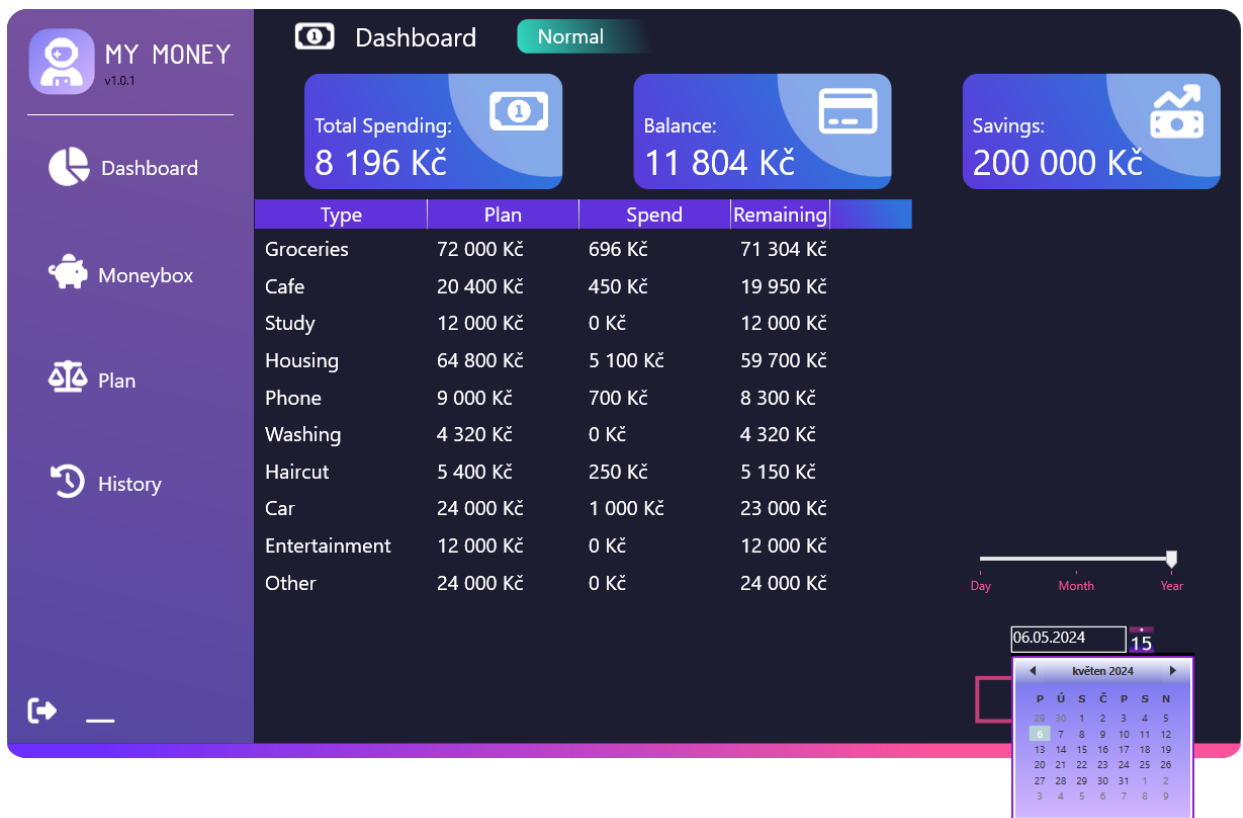 MY MONEY
v1.0.1
Dashboard
Moneybox
Plan
History
Dashboard
Normal
Total Spending:
8 196 Kč
Balance:
11 804 Kč
Savings:
200 000 Kč
Type Plan Spend Remaining
Groceries 72 000 Kč 696 Kč 71 304 Kč
Cafe 20 400 Kč 450 Kč 19 950 Kč
Study 12 000 Kč 0 Kč 12 000 Kč
Housing 64 800 Kč 5 100 Kč 59 700 Kč
Phone 9 000 Kč 700 Kč 8 300 Kč
Washing 4 320 Kč 0 Kč 4 320 Kč
Haircut 5 400 Kč 250 Kč 5 150 Kč
Car 24 000 Kč 1 000 Kč 23 000 Kč
Entertainment 12 000 Kč 0 Kč 12 000 Kč
Other 24 000 Kč 0 Kč 24 000 Kč
Day Month Year
06.05.2024 15
květen 2024
P Ú S Č P S N
29 30 1 2 3 4 5
6 7 8 9 10 11 12
13 14 15 16 17 18 19
20 21 22 23 24 25 26
27 28 29 30 31 1 2
3 4 5 6 7 8 9